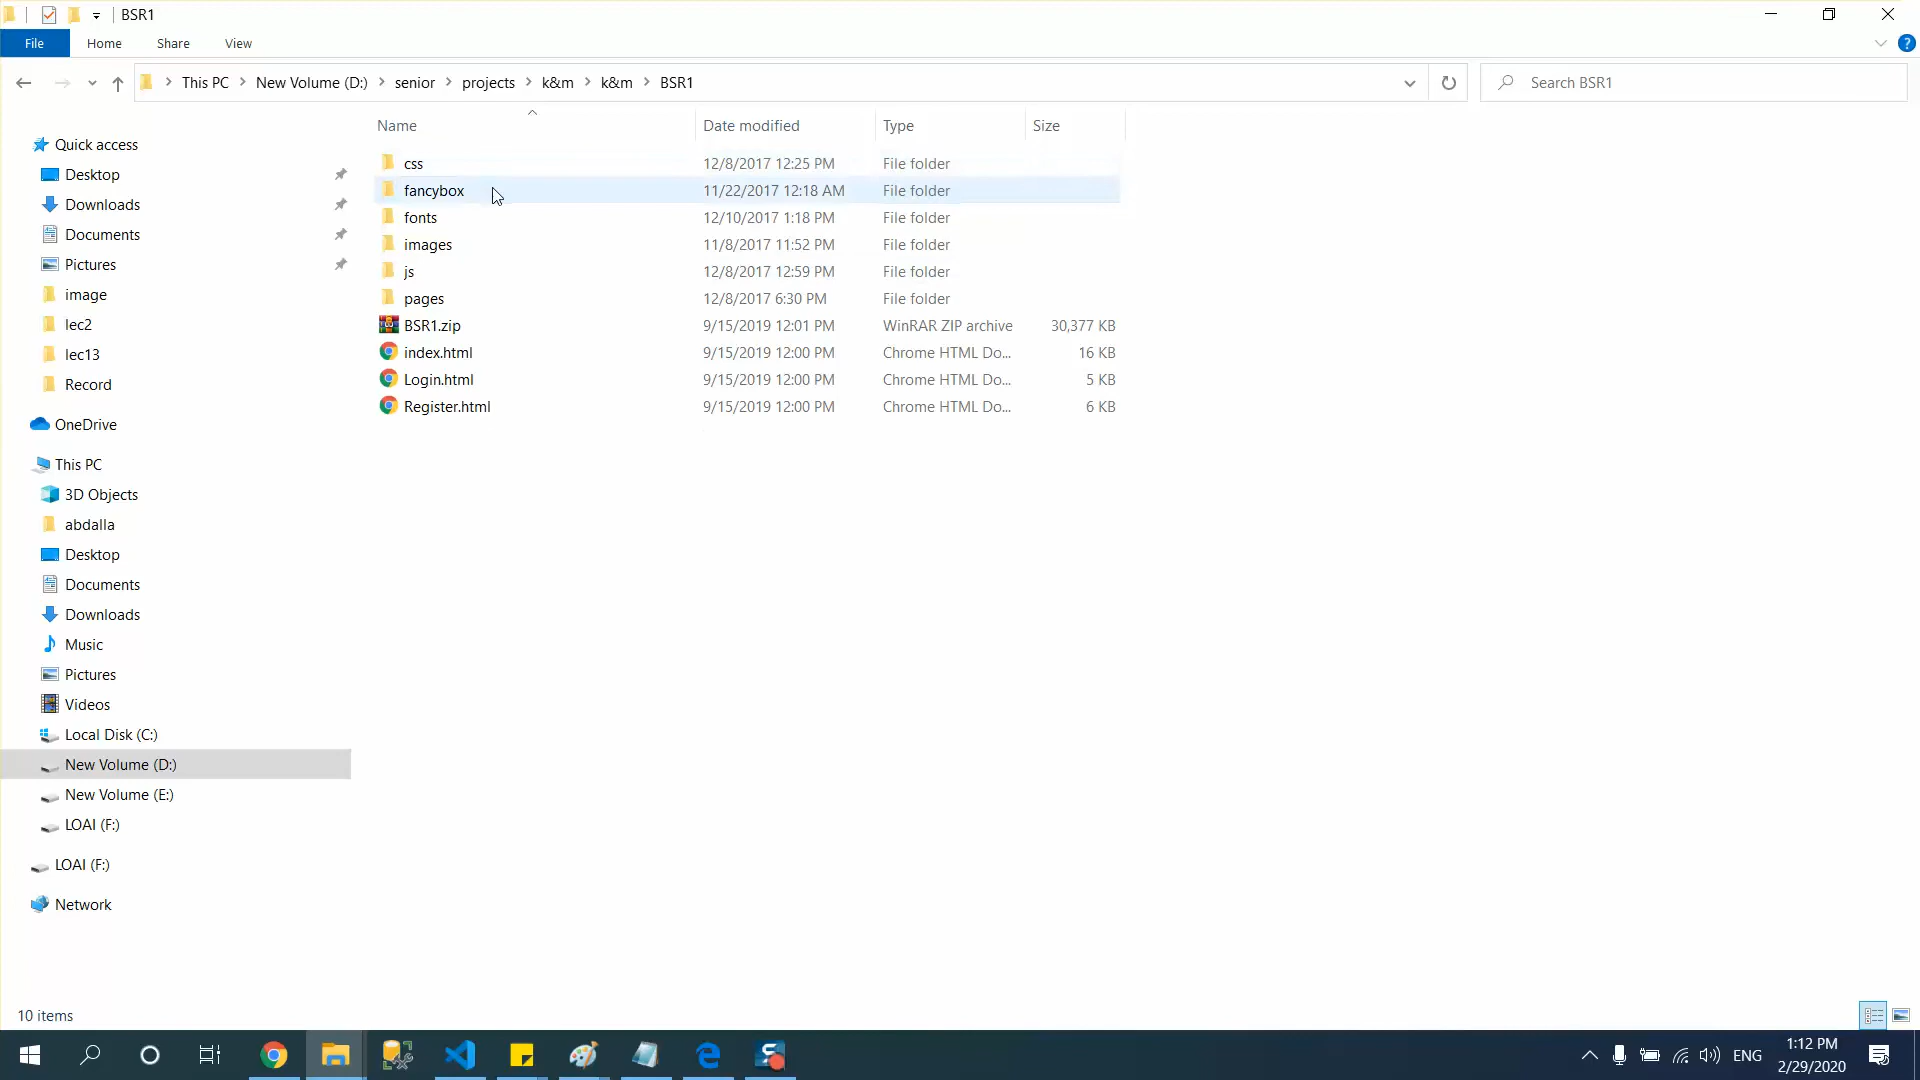 BSR1
File Home Share View
This PC New Volume (D:) senior projects k&m k&m BSR1
Search BSR1
Name Date modified Type Size
css 12/8/2017 12:25 PM File folder
fancybox 11/22/2017 12:18 AM File folder
fonts 12/10/2017 1:18 PM File folder
images 11/8/2017 11:52 PM File folder
js 12/8/2017 12:59 PM File folder
pages 12/8/2017 6:30 PM File folder
BSR1.zip 9/15/2019 12:01 PM WinRAR ZIP archive 30,377 KB
index.html 9/15/2019 12:00 PM Chrome HTML Do... 16 KB
Login.html 9/15/2019 12:00 PM Chrome HTML Do... 5 KB
Register.html 9/15/2019 12:00 PM Chrome HTML Do... 6 KB
Quick access
Desktop
Downloads
Documents
Pictures
image
lec2
lec13
Record
OneDrive
This PC
3D Objects
abdalla
Desktop
Documents
Downloads
Music
Pictures
Videos
Local Disk (C:)
New Volume (D:)
New Volume (E:)
LOAI (F:)
LOAI (F:)
Network
10 items
ENG
1:12 PM
2/29/2020